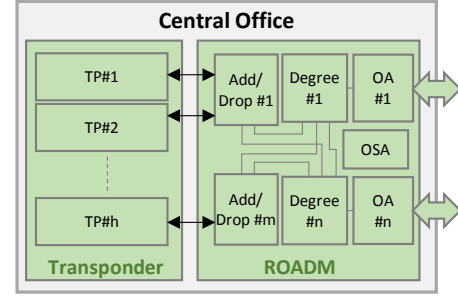 Central Office
TP#1
TP#2
TP#h
Transponder
Add/
Drop #1
Degree
#1
OA
#1
OSA
Add/
Drop #m
Degree
#n
OA
#n
ROADM